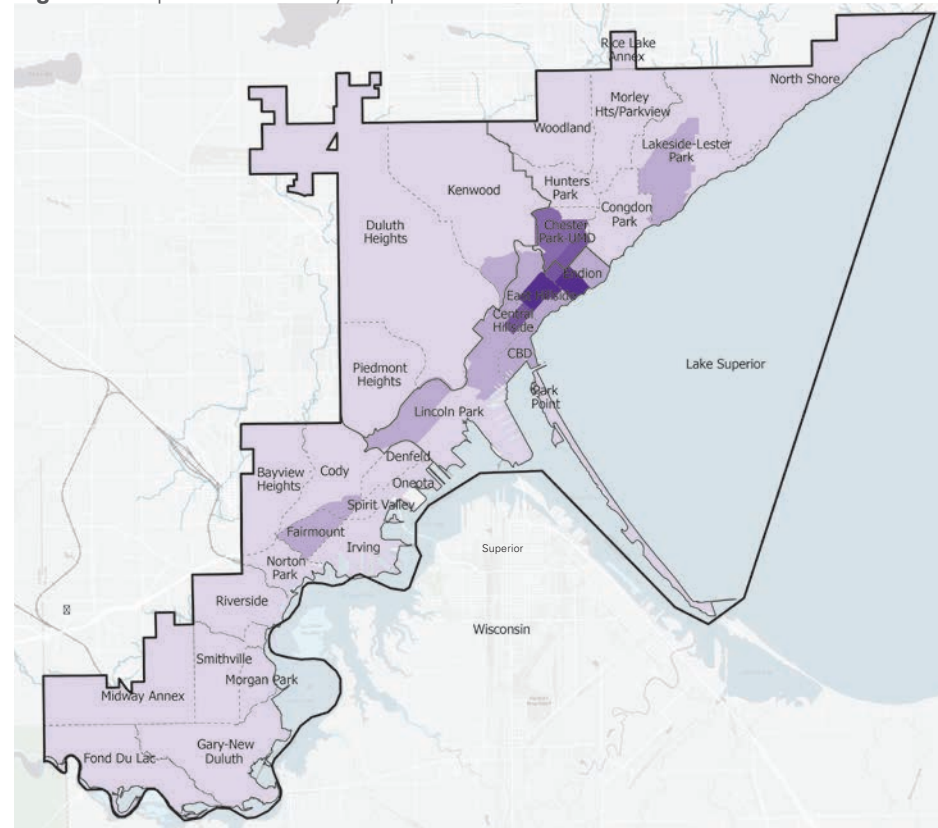 Rice Lake
Annex
North Shore
Morley
Hts/Parkview
Woodland
Lakeside-Lester
Park
Hunters
Park
Kenwood
Congdon
Park
Duluth
Heights
Chester
Park-UMD
Endion
East Hillside
Central
Hillside
CBD
Lake Superior
Piedmont
Heights
Park
Point
Lincoln Park
Denfeld
Cody
Bayview
Heights
Oneota
Spirit Valley
Fairmount
Irving
Superior
Norton
Park
Riverside
Wisconsin
Smithville
Morgan Park
Midway Annex
Gary-New
Duluth
Fond Du Lac